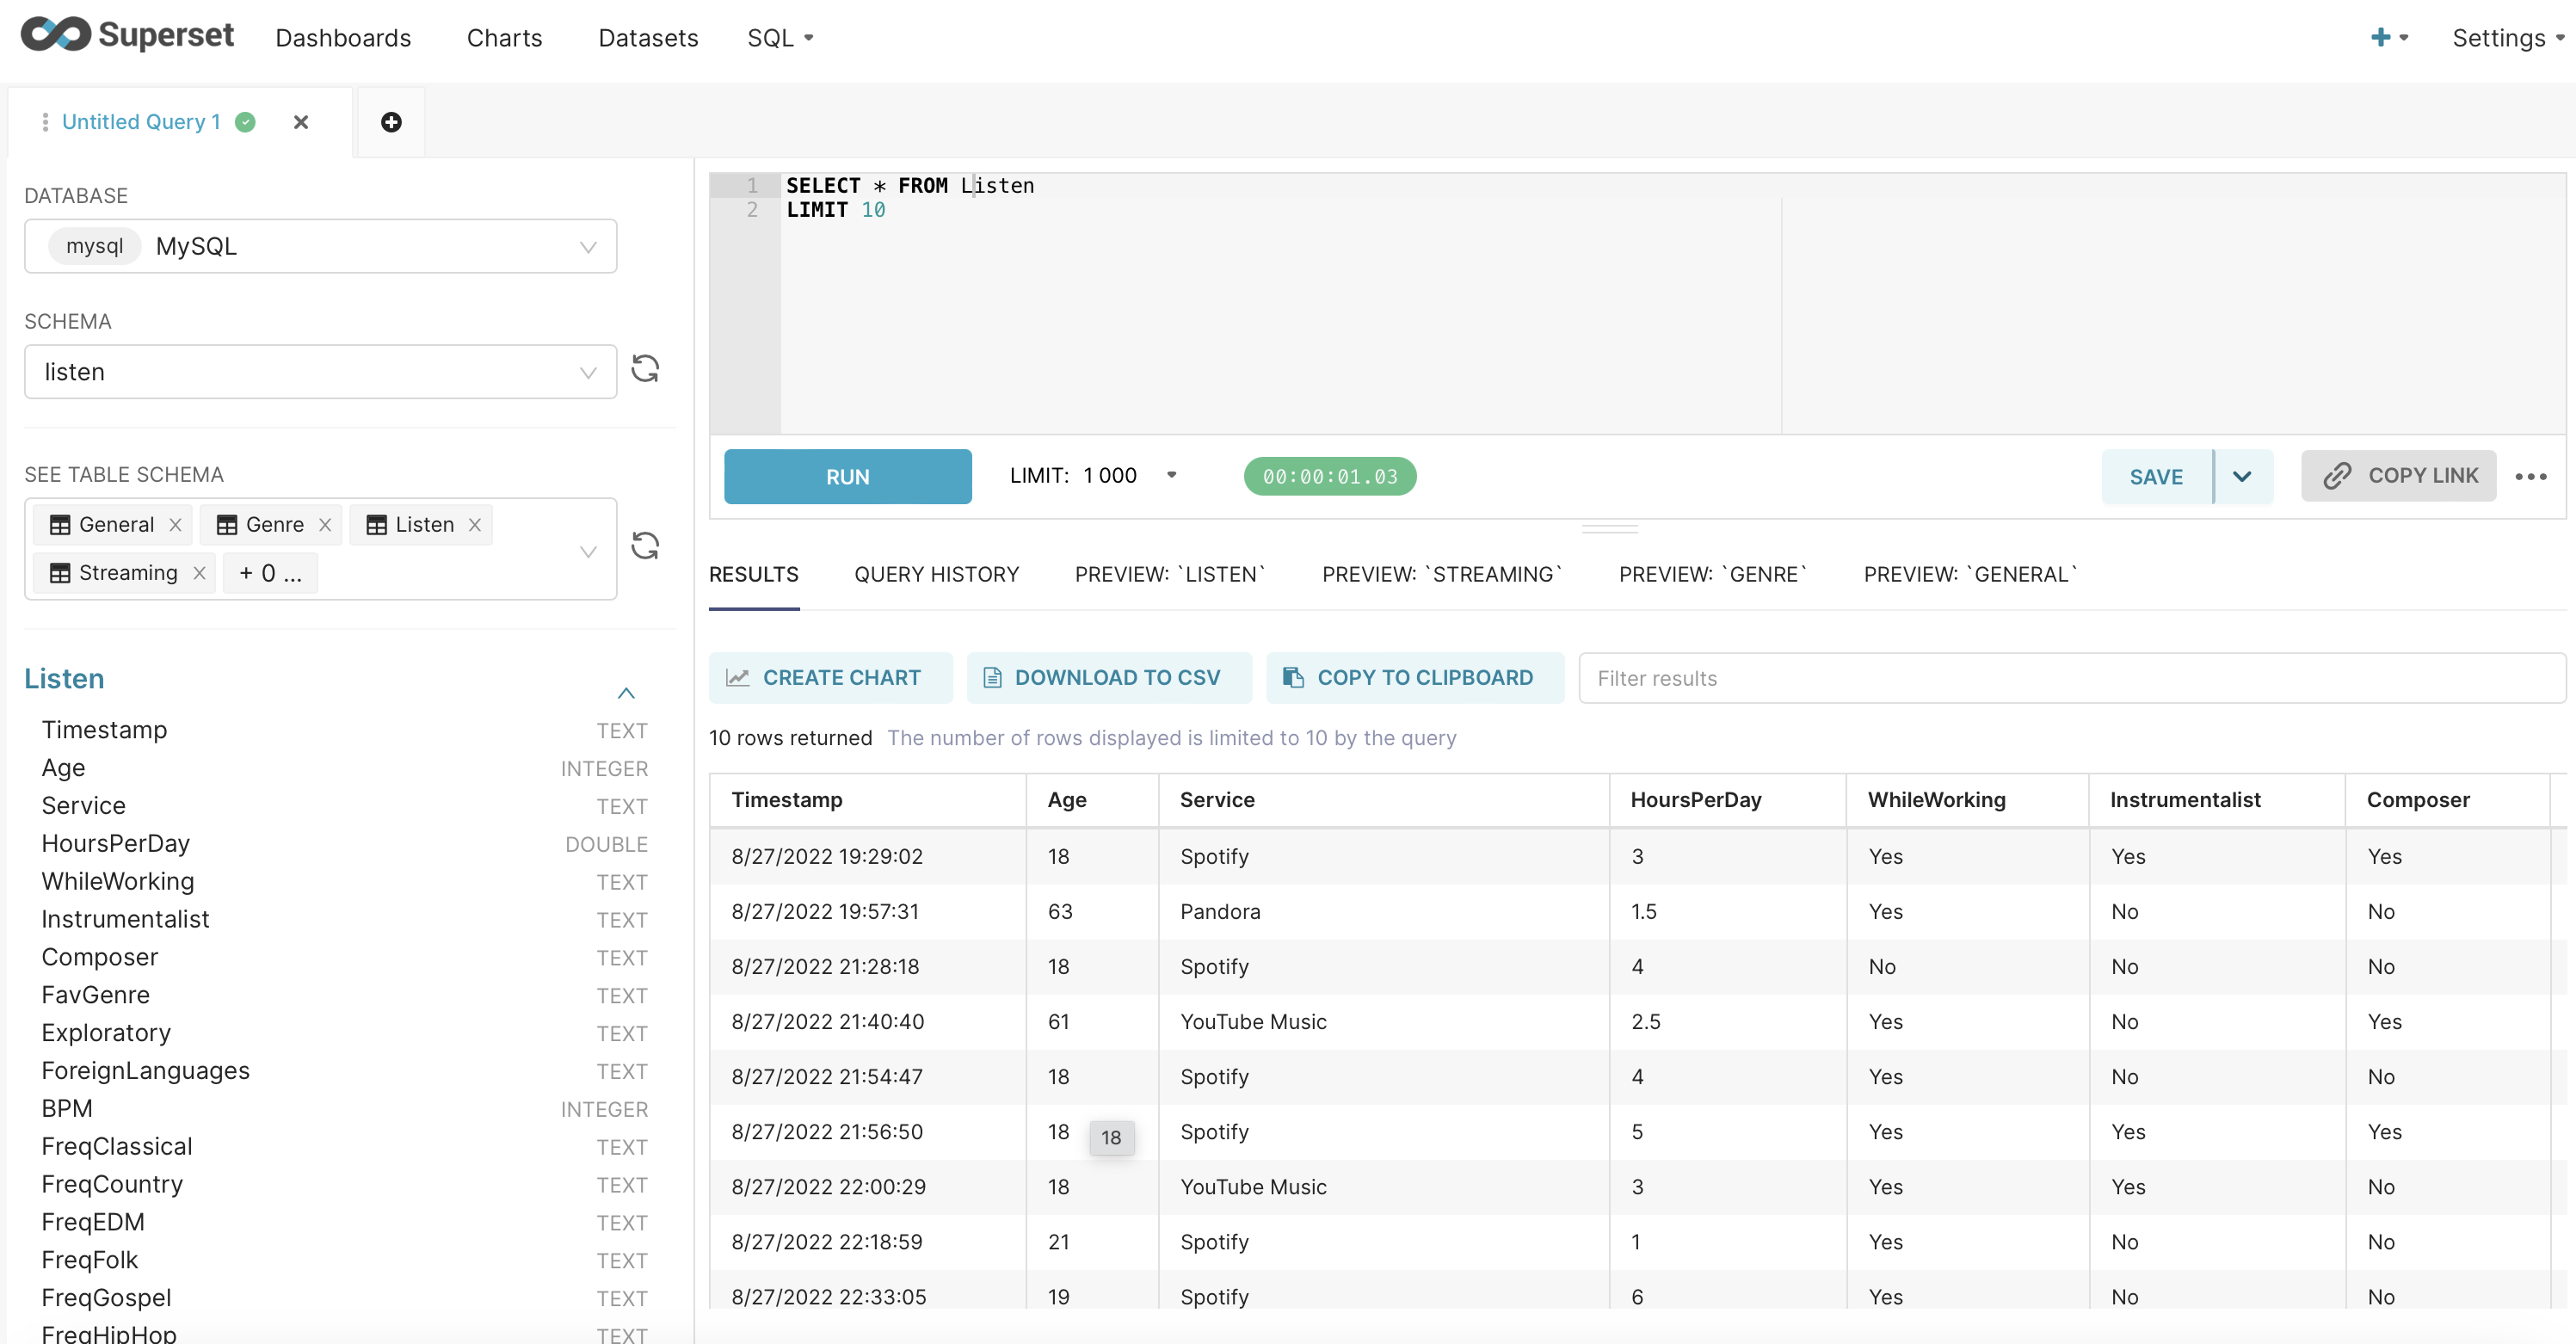 Superset Dashboards Charts Datasets SQL Settings
Untitled Query 1
DATABASE
mysql MySQL
SCHEMA
listen
SEE TABLE SCHEMA
General Genre Listen
Streaming + 0 ...
Listen
Timestamp TEXT
Age INTEGER
Service TEXT
HoursPerDay DOUBLE
WhileWorking TEXT
Instrumentalist TEXT
Composer TEXT
FavGenre TEXT
Exploratory TEXT
ForeignLanguages TEXT
BPM INTEGER
FreqClassical TEXT
FreqCountry TEXT
FreqEDM TEXT
FreqFolk TEXT
FreqGospel TEXT
FreqHipHop TEXT
1 SELECT * FROM Listen
2 LIMIT 10
RUN LIMIT: 1 000 00:00:01.03 SAVE COPY LINK
RESULTS QUERY HISTORY PREVIEW: `LISTEN` PREVIEW: `STREAMING` PREVIEW: `GENRE` PREVIEW: `GENERAL`
CREATE CHART DOWNLOAD TO CSV COPY TO CLIPBOARD Filter results
10 rows returned The number of rows displayed is limited to 10 by the query
Timestamp Age Service HoursPerDay WhileWorking Instrumentalist Composer
8/27/2022 19:29:02 18 Spotify 3 Yes Yes Yes
8/27/2022 19:57:31 63 Pandora 1.5 Yes No No
8/27/2022 21:28:18 18 Spotify 4 No No No
8/27/2022 21:40:40 61 YouTube Music 2.5 Yes No Yes
8/27/2022 21:54:47 18 Spotify 4 Yes No No
8/27/2022 21:56:50 18 18 Spotify 5 Yes Yes Yes
8/27/2022 22:00:29 18 YouTube Music 3 Yes Yes No
8/27/2022 22:18:59 21 Spotify 1 Yes No No
8/27/2022 22:33:05 19 Spotify 6 Yes No No